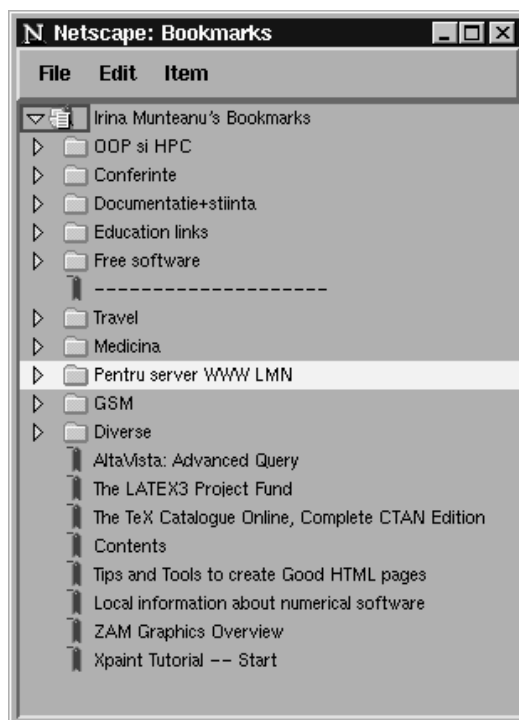 N Netscape: Bookmarks
File Edit Item
Irina Munteanu's Bookmarks
OOP si HPC
Conferinte
Documentatie+stiinta
Education links
Free software
--------------------
Travel
Medicina
Pentru server WWW LMN
GSM
Diverse
AltaVista: Advanced Query
The LATEX3 Project Fund
The TeX Catalogue Online, Complete CTAN Edition
Contents
Tips and Tools to create Good HTML pages
Local information about numerical software
ZAM Graphics Overview
Xpaint Tutorial -- Start